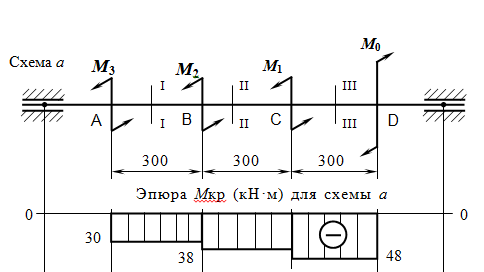 M₀
Схема а
M₃ M₂ M₁
I II III
A B C D
I II III
300 300 300
Эпюра Мкр (кН·м) для схемы а
0 0
30
38
48